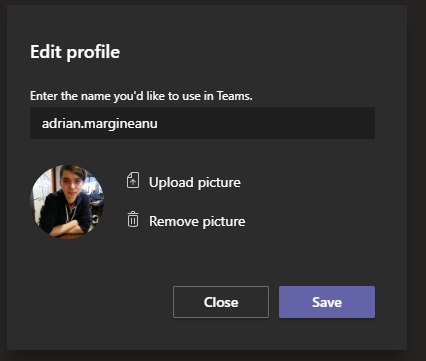 Edit profile
Enter the name you'd like to use in Teams.
adrian.margineanu
Upload picture
Remove picture
Close
Save